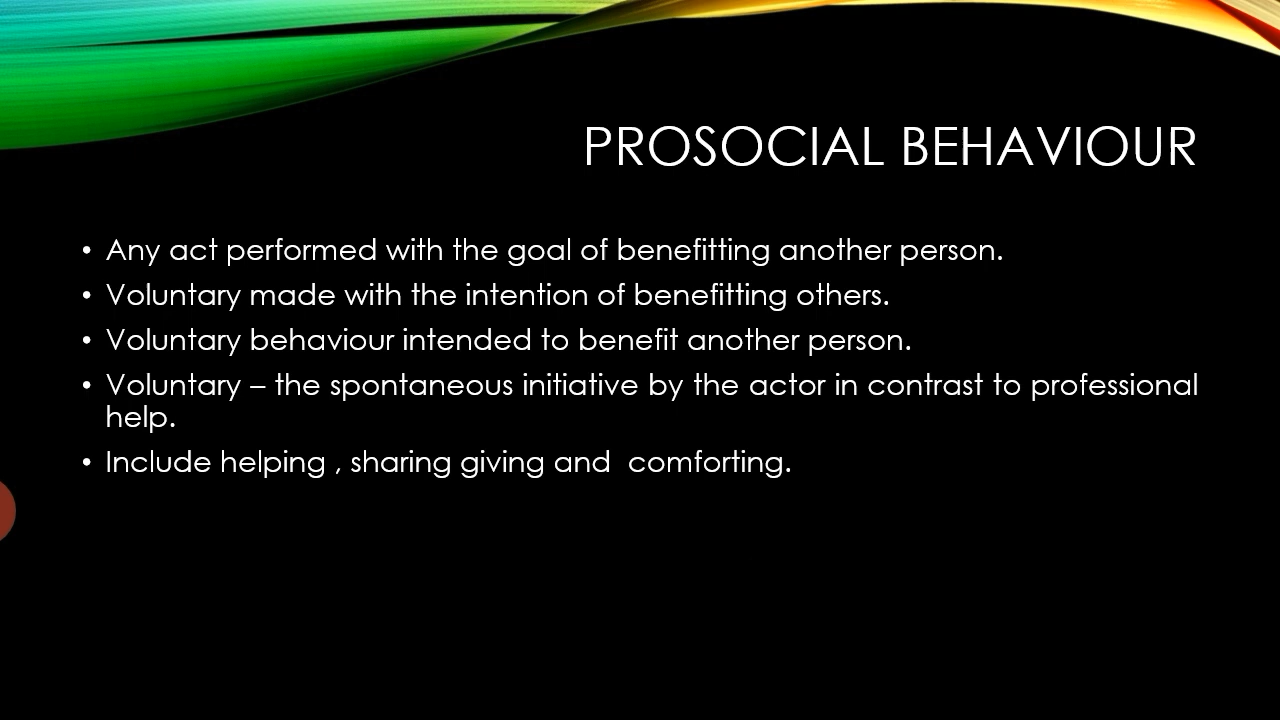 PROSOCIAL BEHAVIOUR
• Any act performed with the goal of benefitting another person.
• Voluntary made with the intention of benefitting others.
• Voluntary behaviour intended to benefit another person.
• Voluntary – the spontaneous initiative by the actor in contrast to professional
help.
• Include helping , sharing giving and  comforting.